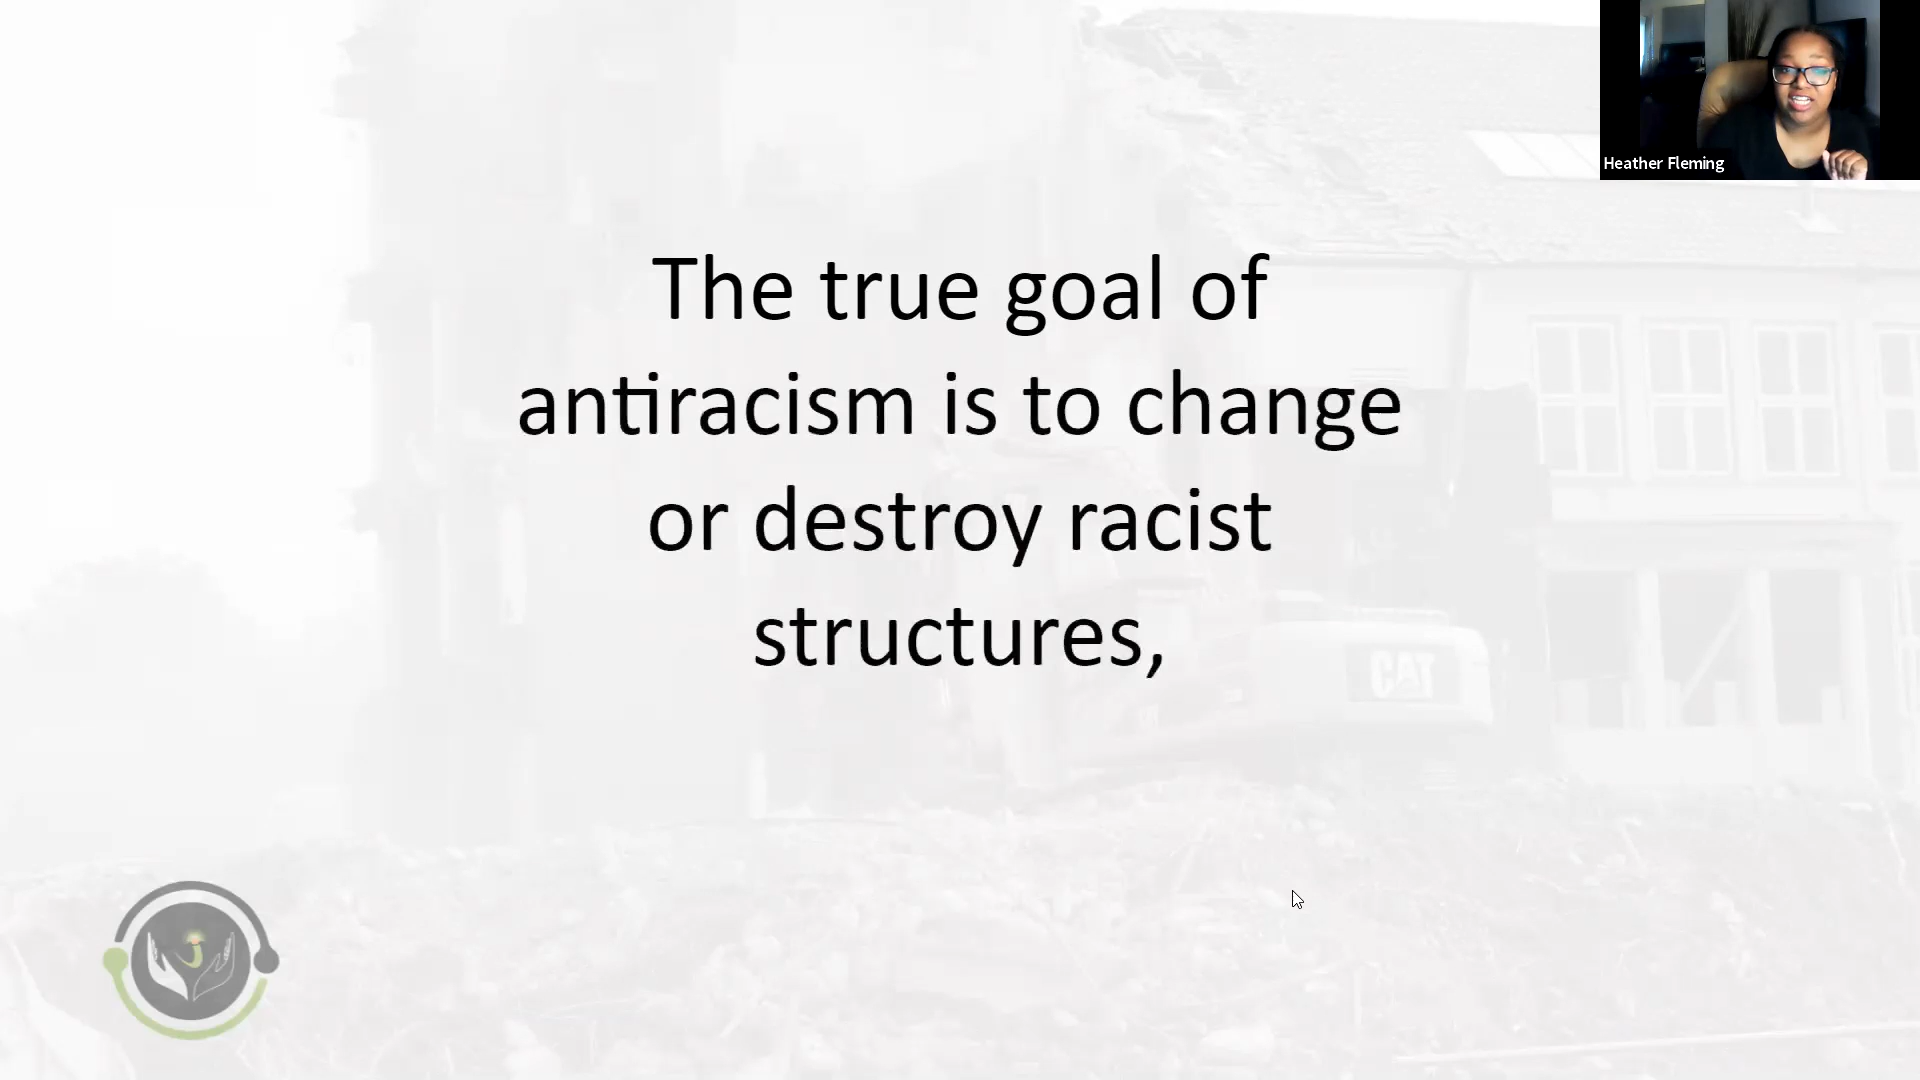 Heather Fleming
The true goal of
antiracism is to change
or destroy racist
structures,
CAT